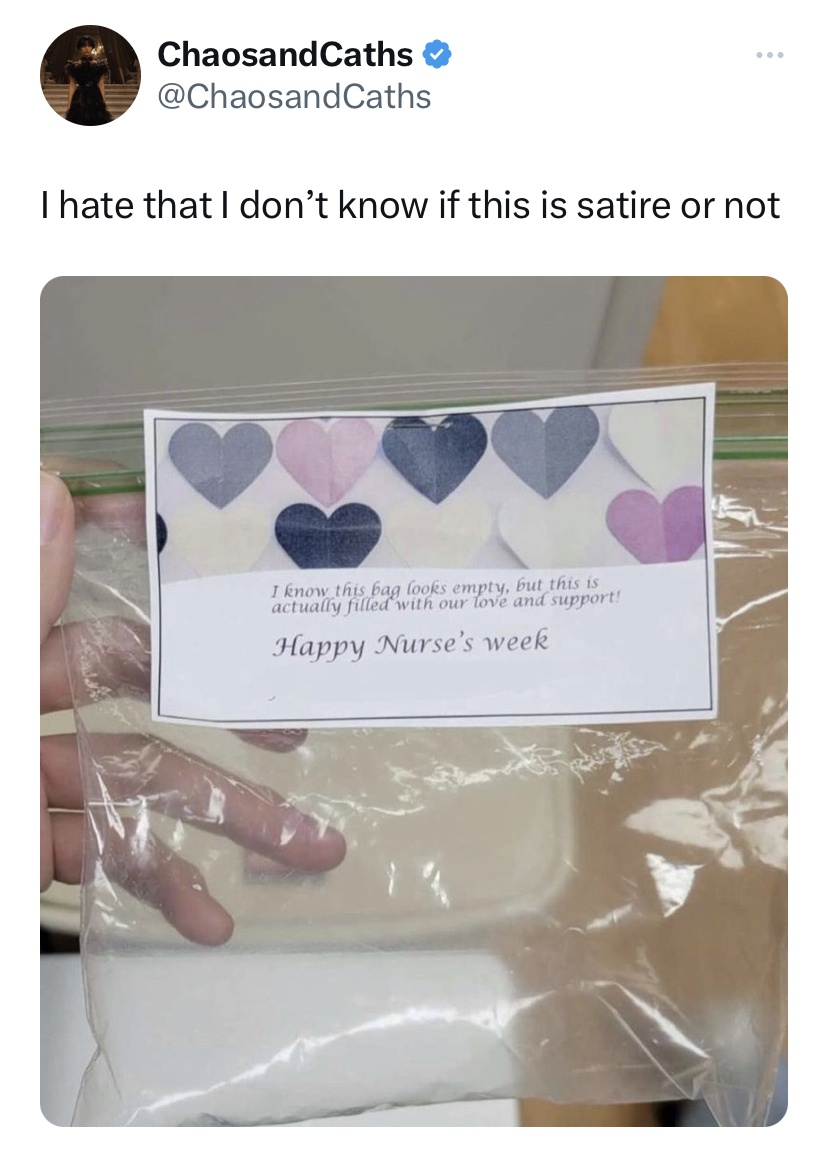 ChaosandCaths
@ChaosandCaths
I hate that I don’t know if this is satire or not
I know this bag looks empty, but this is
actually filled with our love and support!
Happy Nurse’s week